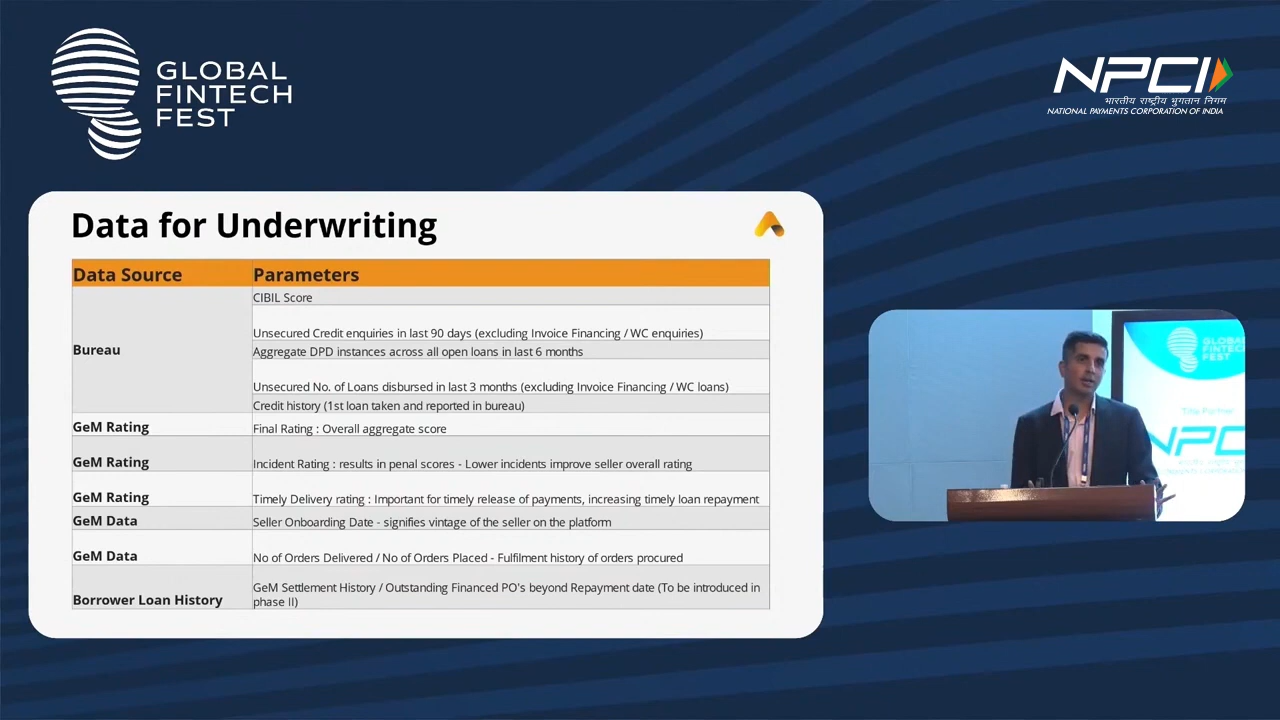 GLOBAL
FINTECH
FEST
NPCI
भारतीय राष्ट्रीय भुगतान निगम
NATIONAL PAYMENTS CORPORATION OF INDIA
Data for Underwriting
Data Source Parameters
Bureau
CIBIL Score
Unsecured Credit enquiries in last 90 days (excluding Invoice Financing / WC enquiries)
Aggregate DPD instances across all open loans in last 6 months
Unsecured No. of Loans disbursed in last 3 months (excluding Invoice Financing / WC loans)
Credit history (1st loan taken and reported in bureau)
GeM Rating Final Rating : Overall aggregate score
GeM Rating Incident Rating : results in penal scores - Lower incidents improve seller overall rating
GeM Rating Timely Delivery rating : Important for timely release of payments, increasing timely loan repayment
GeM Data Seller Onboarding Date - signifies vintage of the seller on the platform
GeM Data No of Orders Delivered / No of Orders Placed - Fulfilment history of orders procured
Borrower Loan History GeM Settlement History / Outstanding Financed PO's beyond Repayment date (To be introduced in
phase II)
GLOBAL
FINTECH
FEST
Title Partner
NPC